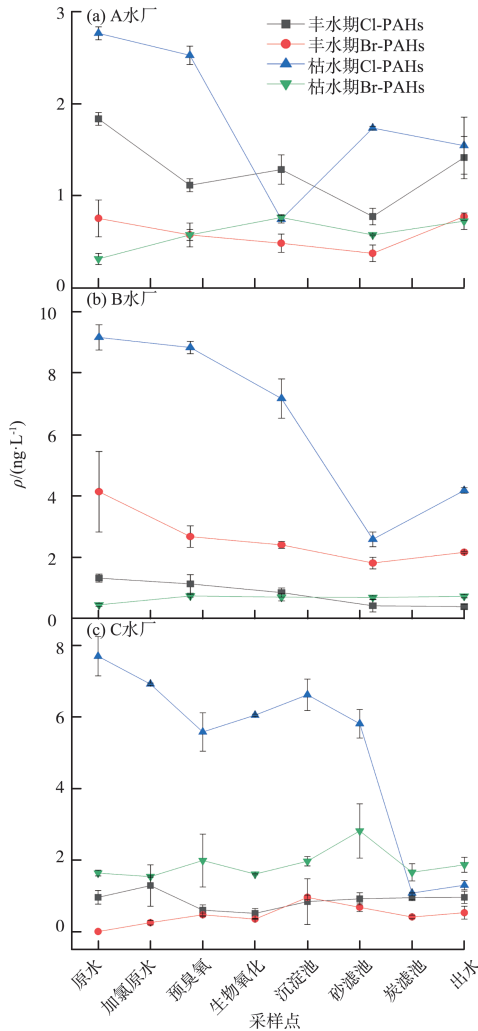 (a) A水厂
丰水期Cl-PAHs
丰水期Br-PAHs
枯水期Cl-PAHs
枯水期Br-PAHs
3
2
1
0
(b) B水厂
10
8
6
4
2
0
ρ/(ng·L⁻¹)
(c) C水厂
8
6
4
2
0
原水
加氯原水
预臭氧
生物氧化
沉淀池
砂滤池
炭滤池
出水
采样点